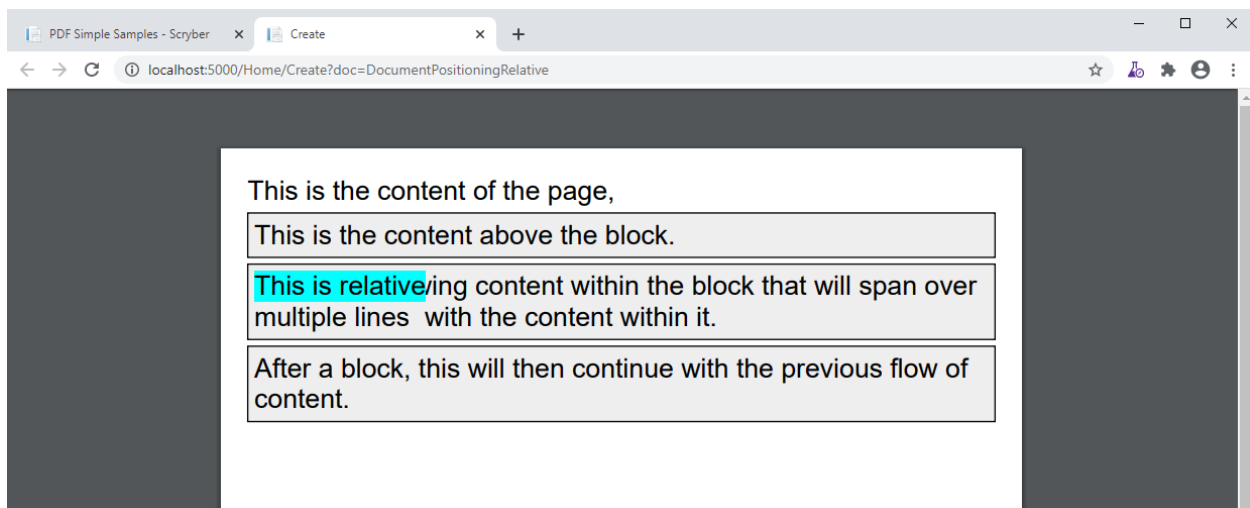 PDF Simple Samples - Scryber
Create
localhost:5000/Home/Create?doc=DocumentPositioningRelative
This is the content of the page,
This is the content above the block.
This is relative ing content within the block that will span over
multiple lines with the content within it.
After a block, this will then continue with the previous flow of
content.